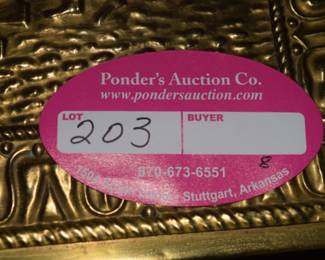 Ponder's Auction Co.
www.pondersauction.com
LOT BUYER
203
8
870-673-6551
Stuttgart, Arkansas